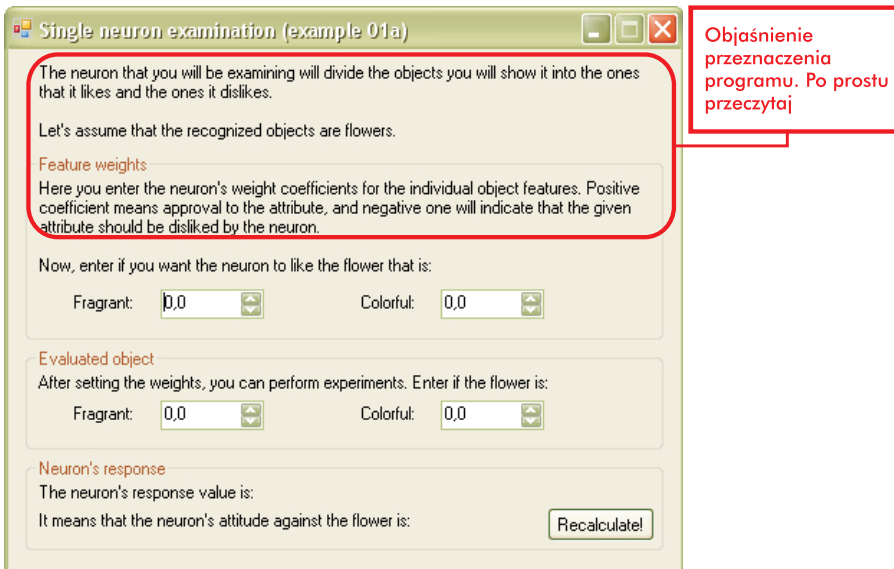 Single neuron examination (example 01a)
The neuron that you will be examining will divide the objects you will show it into the ones
that it likes and the ones it dislikes.
Let's assume that the recognized objects are flowers.
Feature weights
Here you enter the neuron's weight coefficients for the individual object features. Positive
coefficient means approval to the attribute, and negative one will indicate that the given
attribute should be disliked by the neuron.
Now, enter if you want the neuron to like the flower that is:
Fragrant: 0,0 Colorful: 0,0
Evaluated object
After setting the weights, you can perform experiments. Enter if the flower is:
Fragrant: 0,0 Colorful: 0,0
Neuron's response
The neuron's response value is:
It means that the neuron's attitude against the flower is:
Recalculate!
Objaśnienie
przeznaczenia
programu. Po prostu
przeczytaj